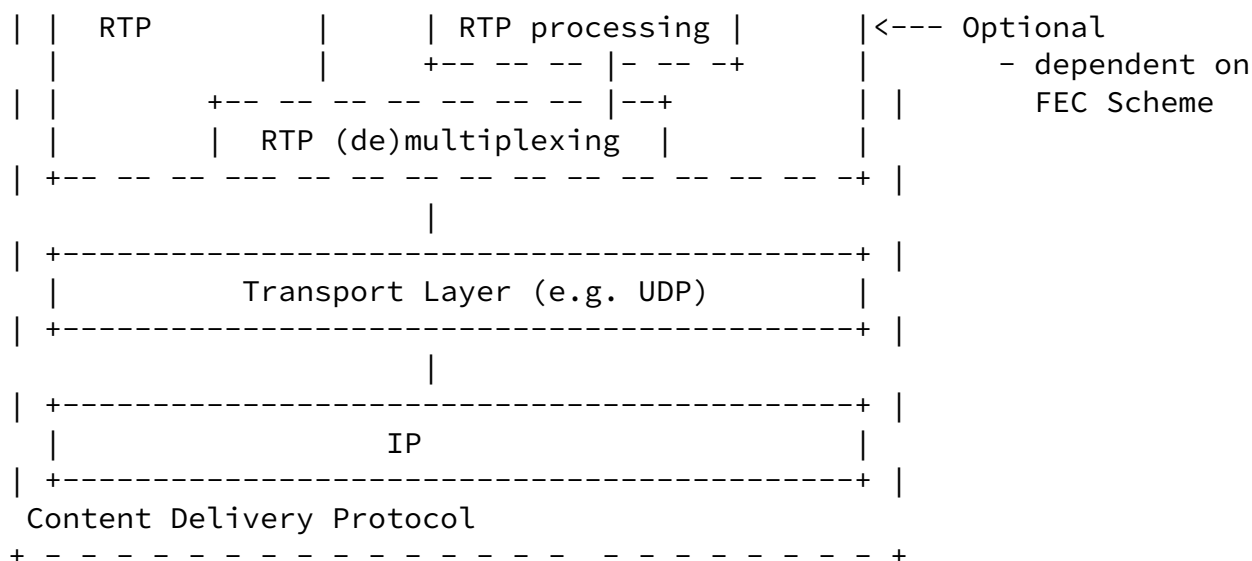 | |   RTP              |     | RTP processing |      |<--- Optional
  |                    |     +-- -- -- |- -- -+      |       - dependent on
| |        +-- -- -- -- -- -- -- |--+           | |       FEC Scheme
  |        |  RTP (de)multiplexing  |           |
| +-- -- -- --- -- -- -- -- -- -- -- -- -- -- -+ |
                       |
| +--------------------------------------------+ |
  |          Transport Layer (e.g. UDP)        |
| +--------------------------------------------+ |
                       |
| +--------------------------------------------+ |
  |                  IP                        |
| +--------------------------------------------+ |
 Content Delivery Protocol
+ - - - - - - - - - - - - - - -  - - - - - - - - +